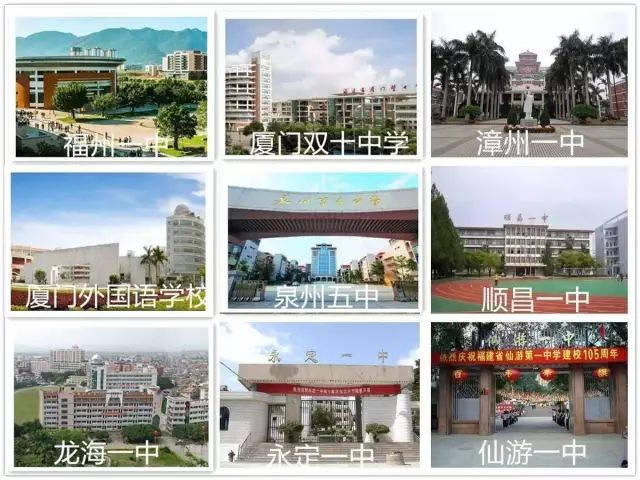 福州一中
厦门双十中学
漳州一中
厦门外国语学校
泉州五中
顺昌一中
顺昌一中
龙海一中
永定一中
永定一中
热烈庆祝福建省仙游第一中学建校105周年
仙游一中